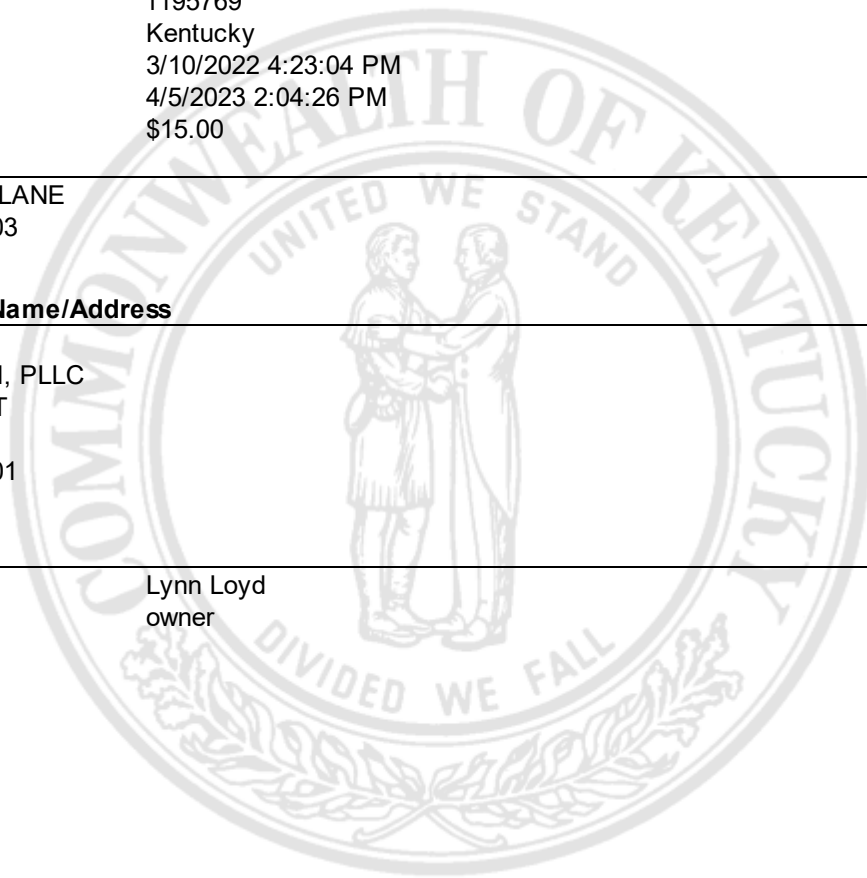 1195769
Kentucky
3/10/2022 4:23:04 PM
4/5/2023 2:04:26 PM
$15.00
LANE
03
Name/Address
, PLLC
T
01
Lynn Loyd
owner
COMMONWEALTH OF KENTUCKY
UNITED WE STAND
DIVIDED WE FALL